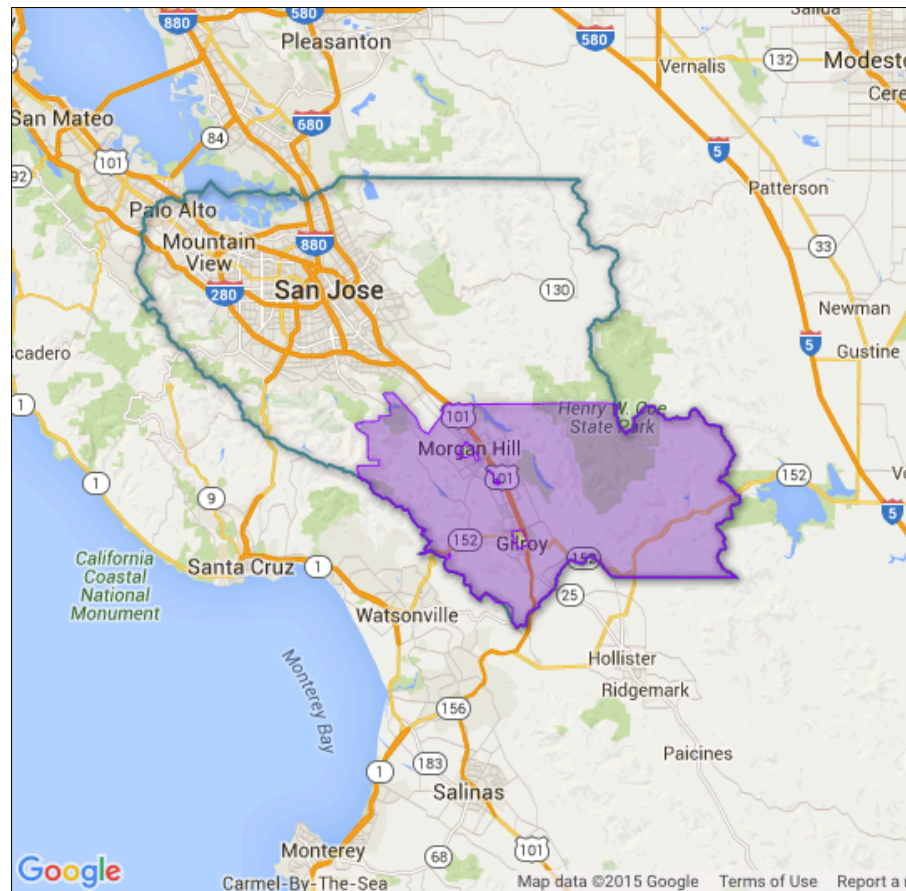 880
580
Salida
Pleasanton
580
132
Vernalis
Modest
Cere
San Mateo
680
84
101
92
5
Patterson
Palo Alto
33
Mountain
View
880
130
280
San Jose
Newman
5
Gustine
scadero
1
101
Henry W. Coe
State Park
Morgan Hill
101
152
1
9
5
152
Gilroy
152
California
Coastal
National
Monument
Santa Cruz
1
25
Watsonville
Hollister
Ridgemark
Monterey
Bay
156
Paicines
1
183
Salinas
101
Monterey
68
Google
Carmel-By-The-Sea
Map data ©2015 Google
Terms of Use
Report a